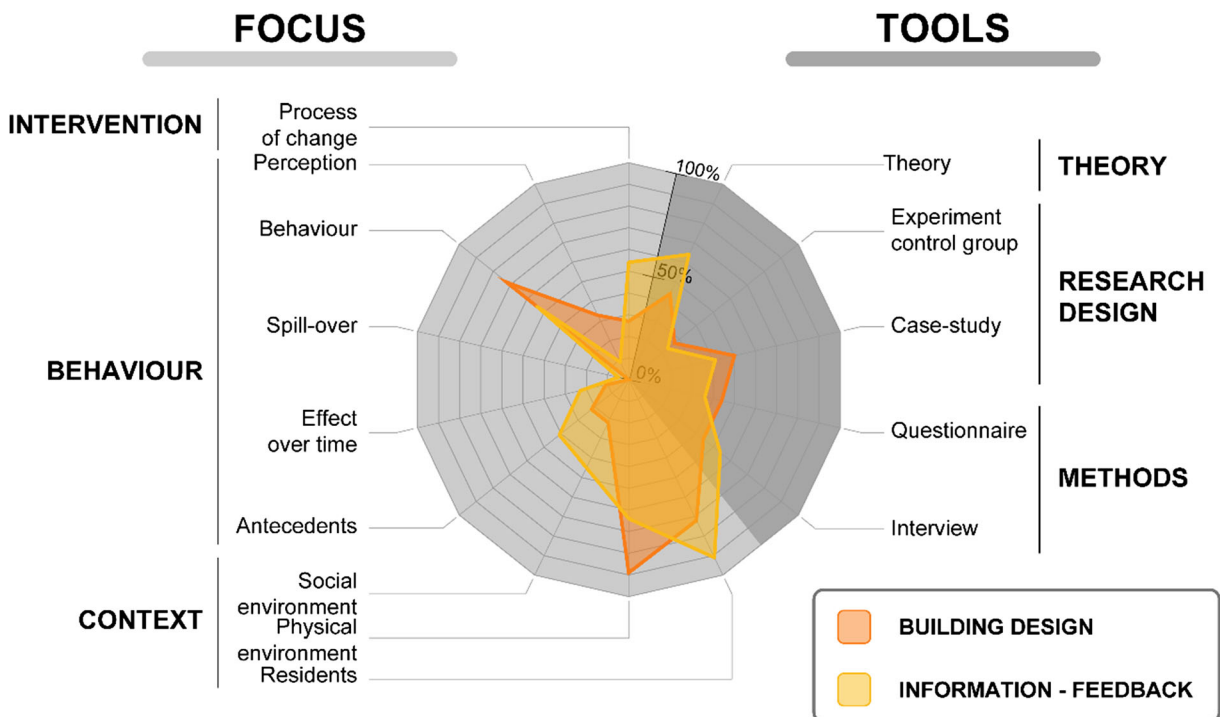 FOCUS
TOOLS
INTERVENTION
Process
of change
Perception
Behaviour
Spill-over
BEHAVIOUR
Effect
over time
Antecedents
Social
environment
CONTEXT
Physical
environment
Residents
100%
50%
0%
Theory
THEORY
Experiment
control group
RESEARCH
DESIGN
Case-study
Questionnaire
METHODS
Interview
BUILDING DESIGN
INFORMATION - FEEDBACK